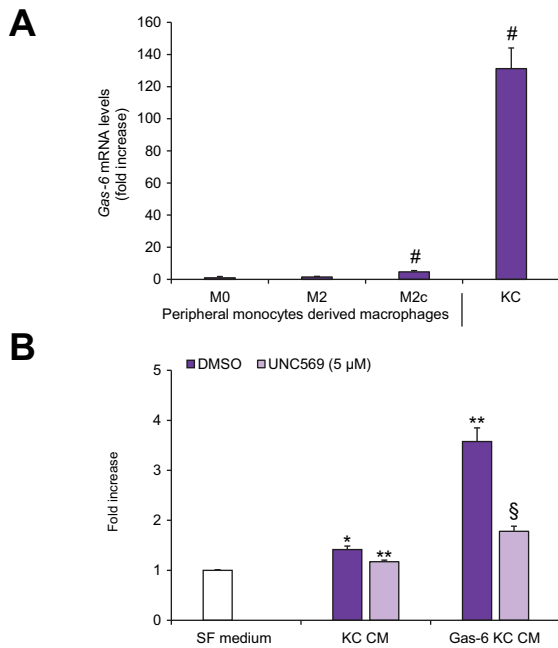 A
160
140
120
100
80
60
40
20
0
Gas-6 mRNA levels
(fold increase)
#
#
M0 M2 M2c KC
Peripheral monocytes derived macrophages
B
DMSO UNC569 (5 μM)
5
4
3
2
1
0
Fold increase
*
**
**
§
SF medium KC CM Gas-6 KC CM